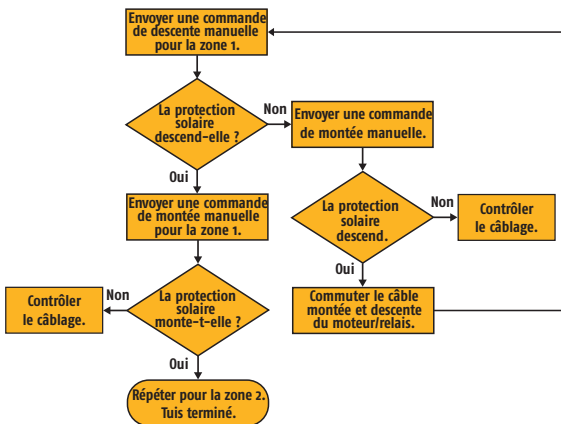 Envoyer une commande
de descente manuelle
pour la zone 1.
La protection
solaire
descend-elle ?
Non
Envoyer une commande
de montée manuelle.
Oui
Envoyer une commande
de montée manuelle
pour la zone 1.
La protection
solaire
descend.
Non
Contrôler
le câblage.
Oui
Commuter le câble
montée et descente
du moteur/relais.
La protection
solaire
monte-t-elle ?
Non
Contrôler
le câblage.
Oui
Répéter pour la zone 2.
Tuis terminé.